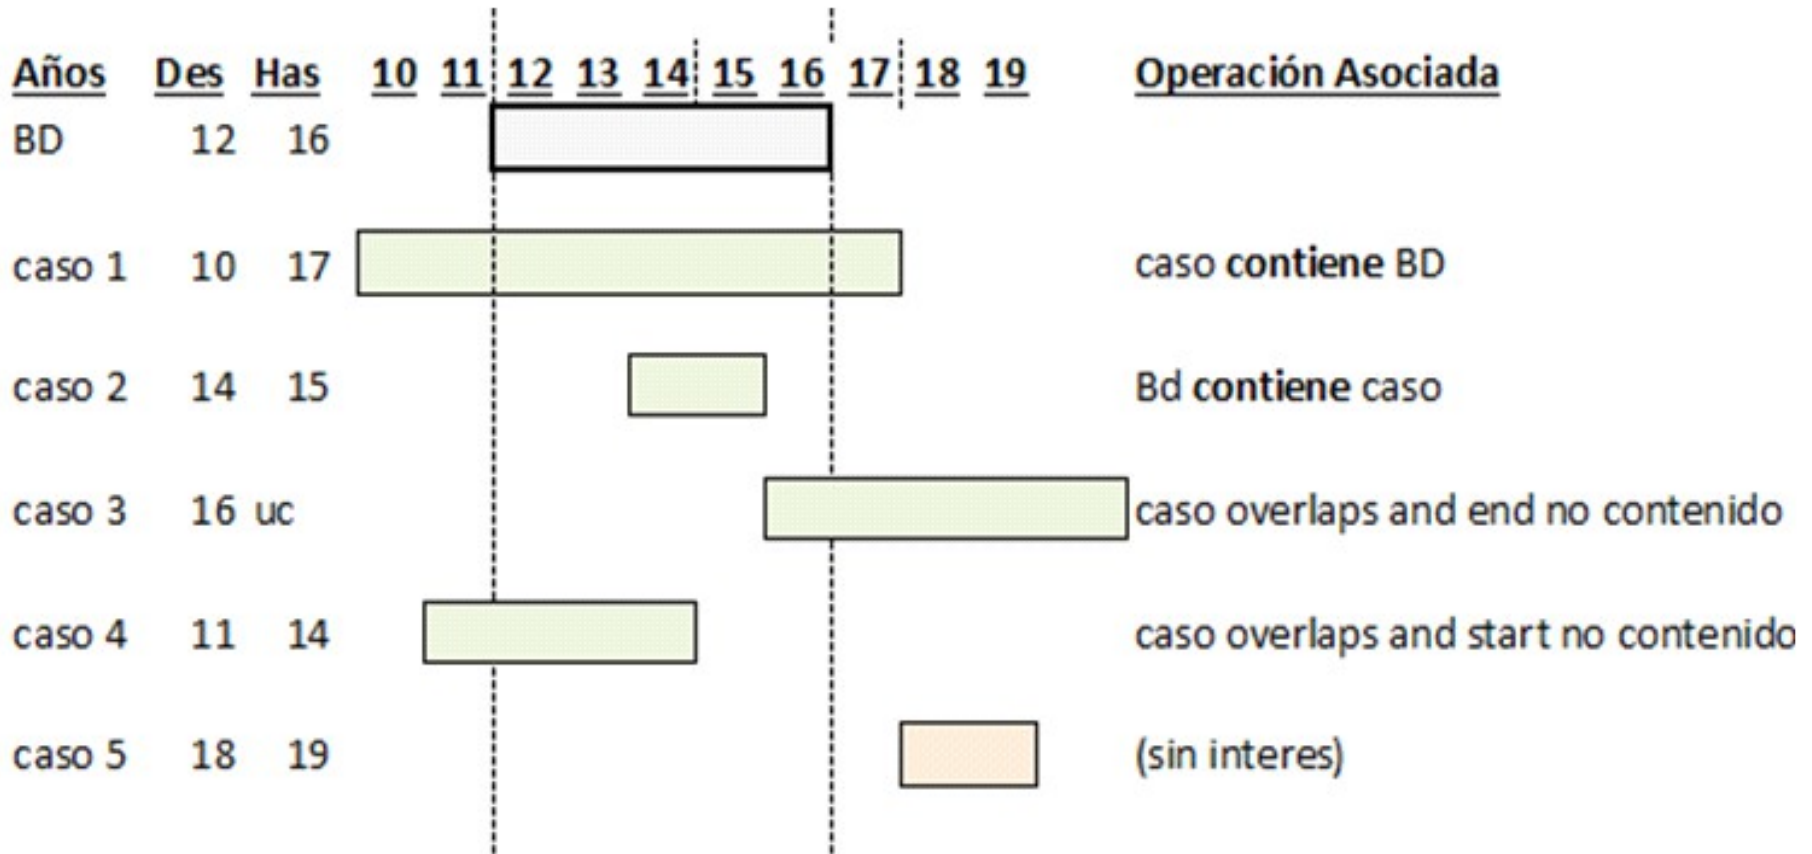 Años Des Has 10 11 12 13 14 15 16 17 18 19 Operación Asociada
BD 12 16
caso 1 10 17 caso contiene BD
caso 2 14 15 Bd contiene caso
caso 3 16 uc caso overlaps and end no contenido
caso 4 11 14 caso overlaps and start no contenido
caso 5 18 19 (sin interes)